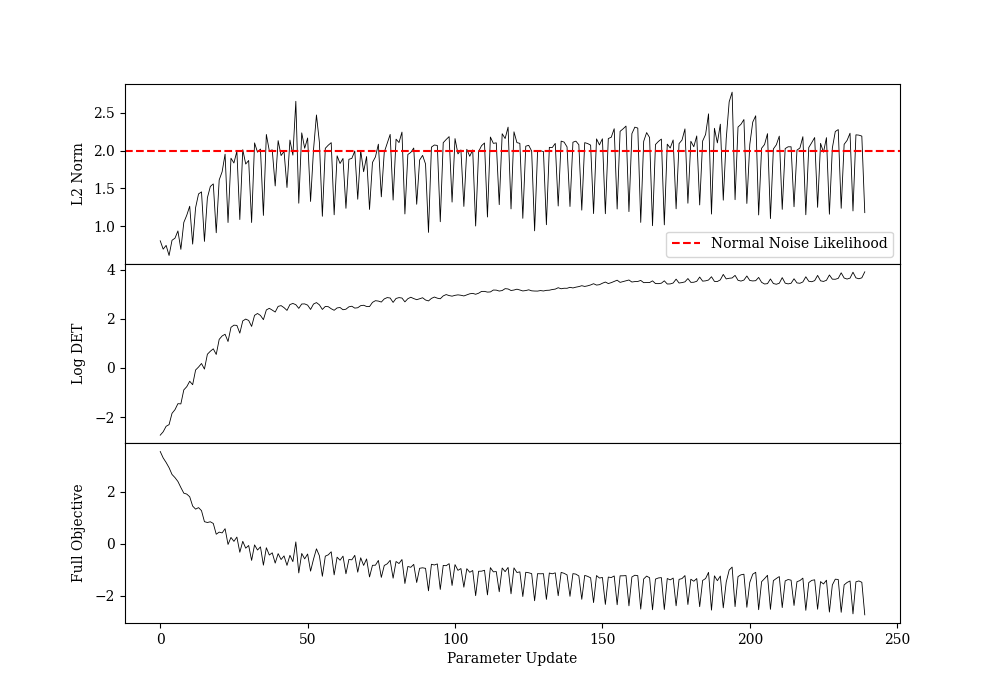 2.5
2.0
1.5
1.0
L2 Norm
Normal Noise Likelihood
4
2
0
−2
Log DET
2
0
−2
Full Objective
0 50 100 150 200 250
Parameter Update